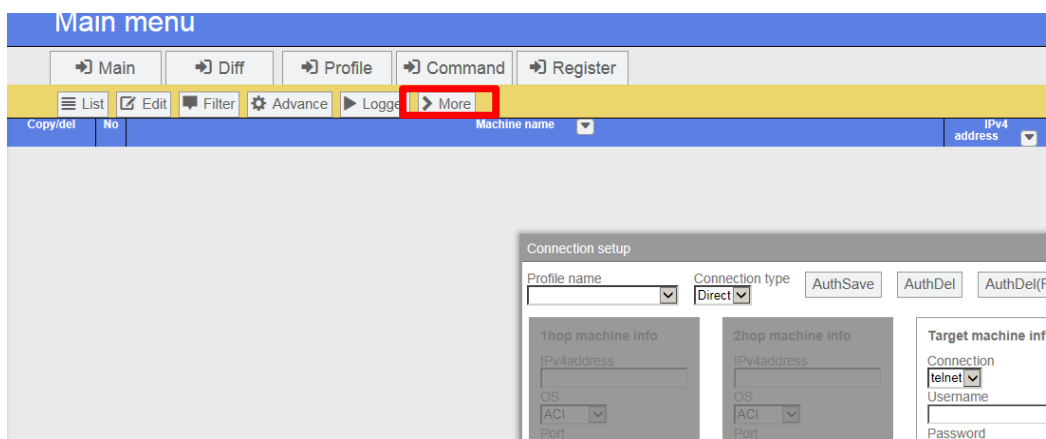 Main menu
Main Diff Profile Command Register
List Edit Filter Advance Logge More
Copy/del No Machine name IPv4 address
Connection setup
Profile name Connection type AuthSave AuthDel AuthDel(F
Direct
1hop machine info 2hop machine info Target machine inf
IPv4address IPv4address Connection
telnet
OS OS Username
ACI ACI
Port Port Password